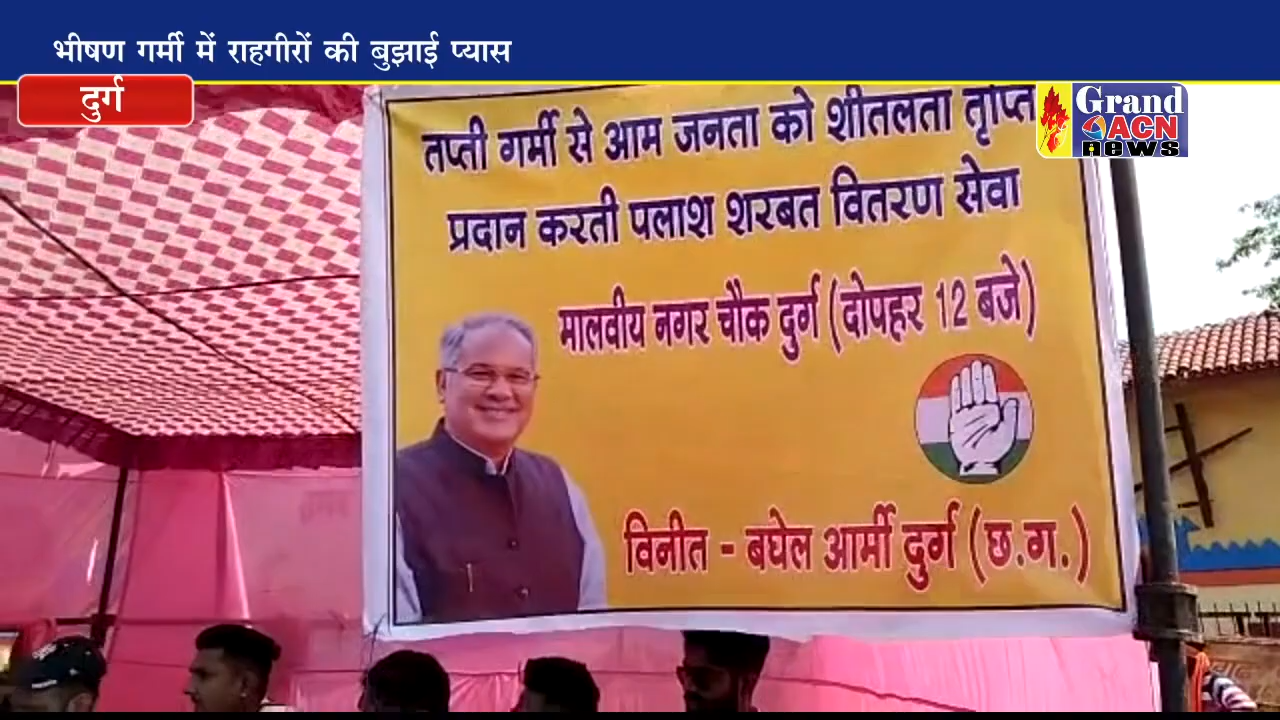 भीषण गर्मी में राहगीरों की बुझाई प्यास
दुर्ग
Grand
ACN
news
तप्ती गर्मी से आम जनता को शीतलता तृप्ति
प्रदान करती पलाश शरबत वितरण सेवा
मालवीय नगर चौक दुर्ग (दोपहर 12 बजे)
विनीत - बघेल आर्मी दुर्ग (छ.ग.)